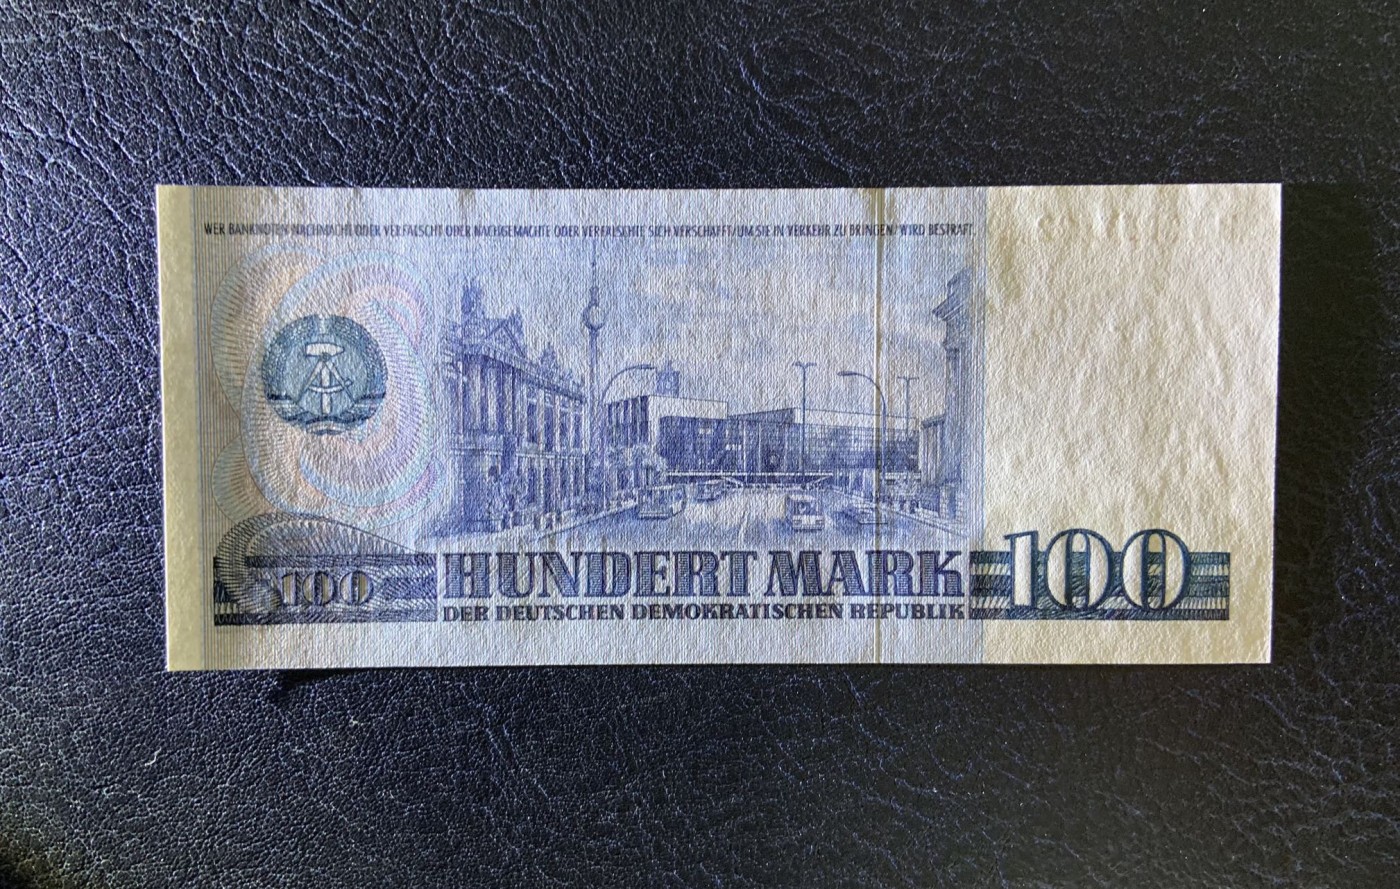 WER BANKNOTEN NACHMACHT ODER VERFÄLSCHT ODER NACHGEMACHTE ODER VERFÄLSCHTE SICH VERSCHAFFT/UM SIE IN VERKEHR ZU BRINGEN/WIRD BESTRAFT
100 HUNDERT MARK 100
DER DEUTSCHEN DEMOKRATISCHEN REPUBLIK